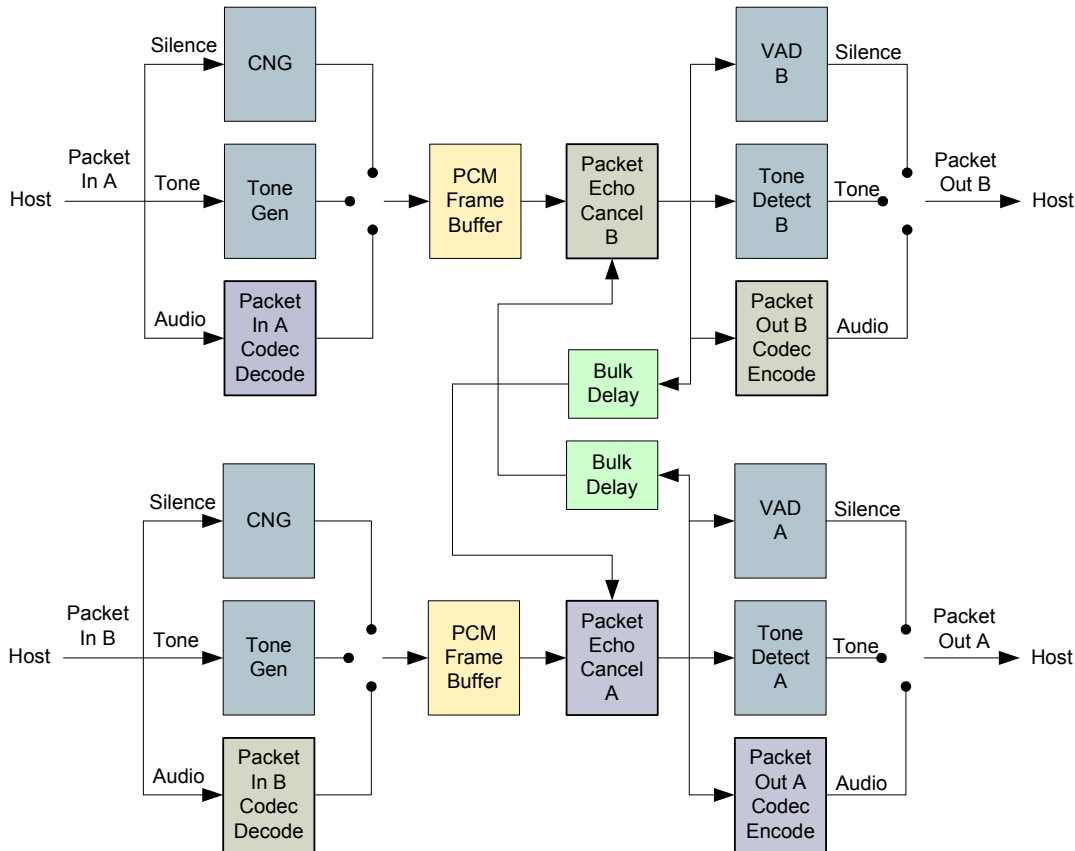 Silence
CNG
Packet
In A
Host
Tone
Tone
Gen
Audio
Packet
In A
Codec
Decode
PCM
Frame
Buffer
Packet
Echo
Cancel
B
VAD
B
Silence
Tone
Detect
B
Tone
Packet
Out B
Host
Packet
Out B
Codec
Encode
Audio
Bulk
Delay
Bulk
Delay
Silence
CNG
Packet
In B
Host
Tone
Tone
Gen
Audio
Packet
In B
Codec
Decode
PCM
Frame
Buffer
Packet
Echo
Cancel
A
VAD
A
Silence
Tone
Detect
A
Tone
Packet
Out A
Host
Packet
Out A
Codec
Encode
Audio